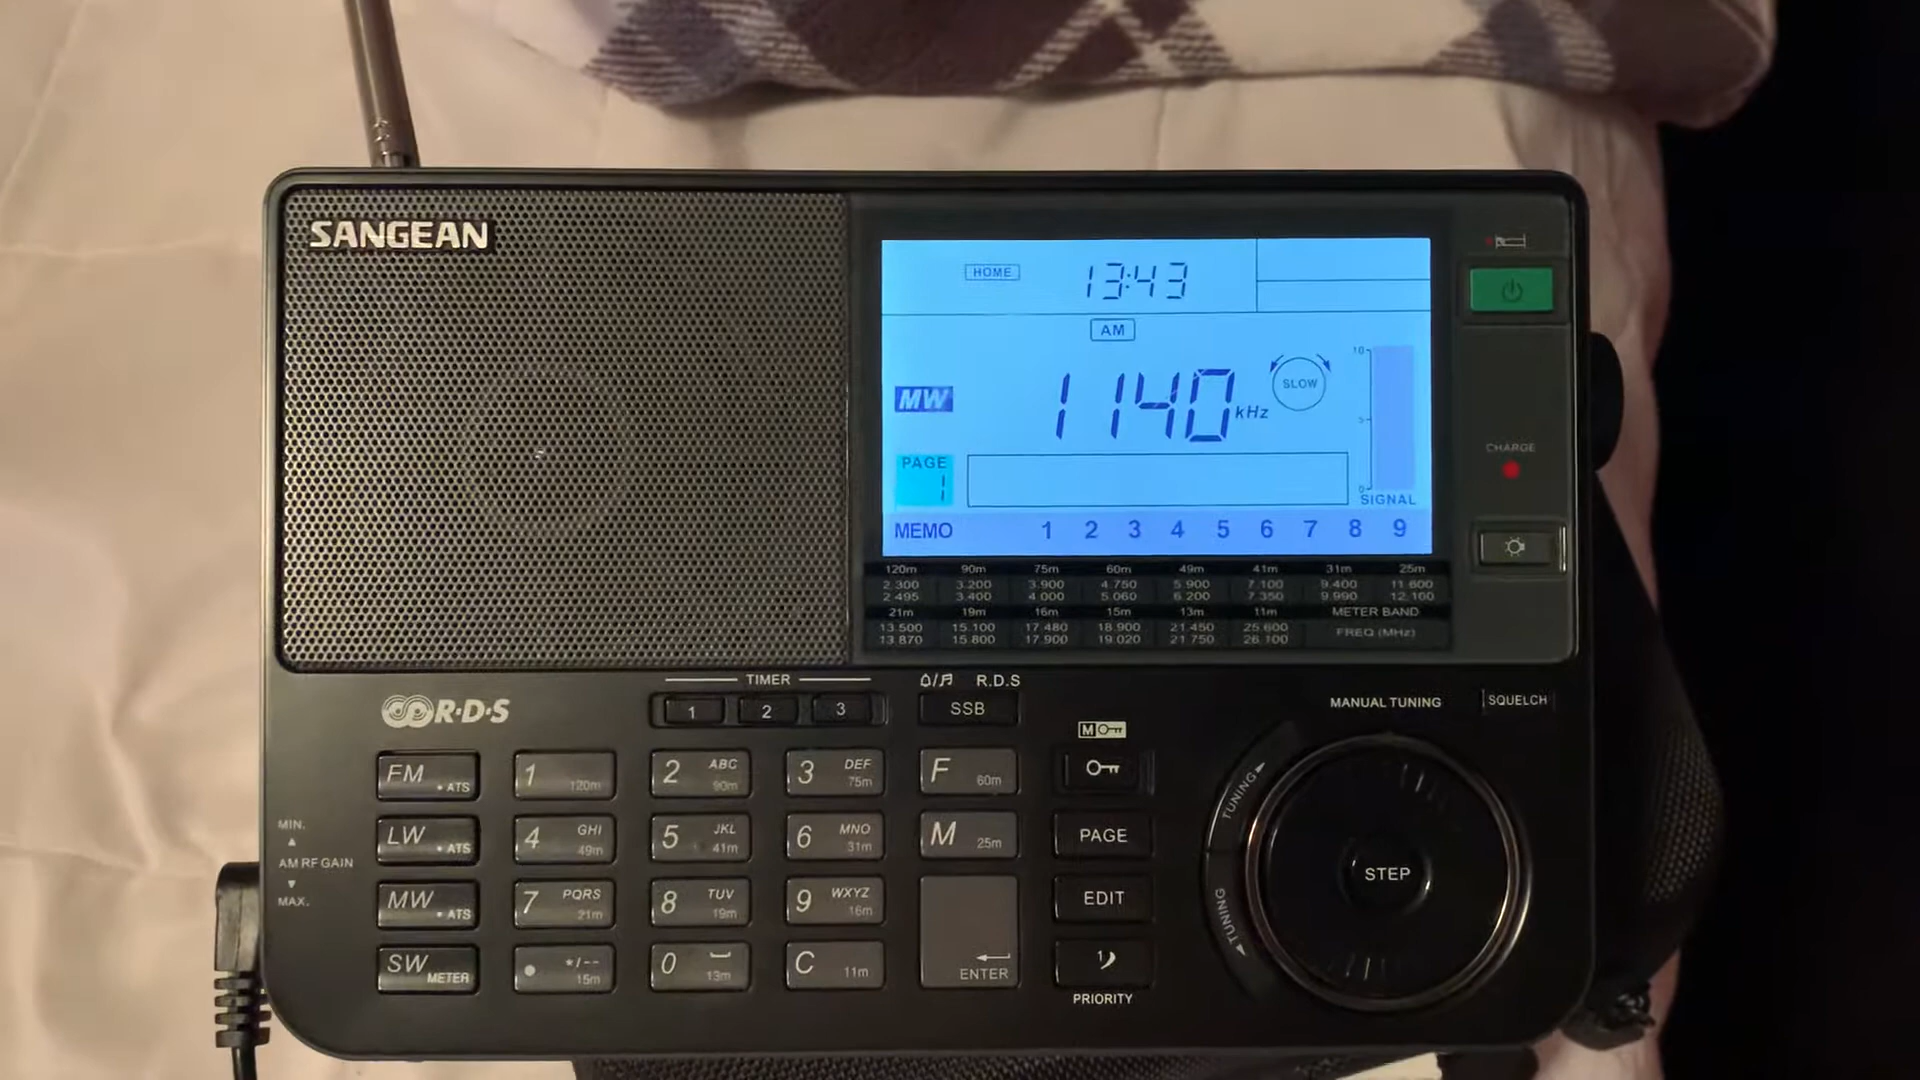 SANGEAN
HOME 13:43
AM
MW 1140 kHz SLOW
10
5
0
SIGNAL
PAGE
1
MEMO 1 2 3 4 5 6 7 8 9
CHARGE
120m 90m 75m 60m 49m 41m 31m 25m
2.300 3.200 3.900 4.750 5.900 7.100 9.400 11.600
2.495 3.400 4.000 5.060 6.200 7.350 9.990 12.100
21m 19m 16m 15m 13m 11m METER BAND
13.500 15.100 17.480 18.900 21.450 25.600 FREQ (MHz)
13.870 15.800 17.900 19.020 21.750 26.100
R·D·S
TIMER
1 2 3
R.D.S
SSB
MANUAL TUNING
SQUELCH
M
FM • ATS
1 120m
2 ABC 90m
3 DEF 75m
F 60m
LW • ATS
4 GHI 49m
5 JKL 41m
6 MNO 31m
M 25m
PAGE
MW • ATS
7 PQRS 21m
8 TUV 19m
9 WXYZ 16m
EDIT
SW METER
• */-- 15m
0 13m
C 11m
ENTER
1
PRIORITY
MIN.
AM RF GAIN
MAX.
TUNING
TUNING
STEP